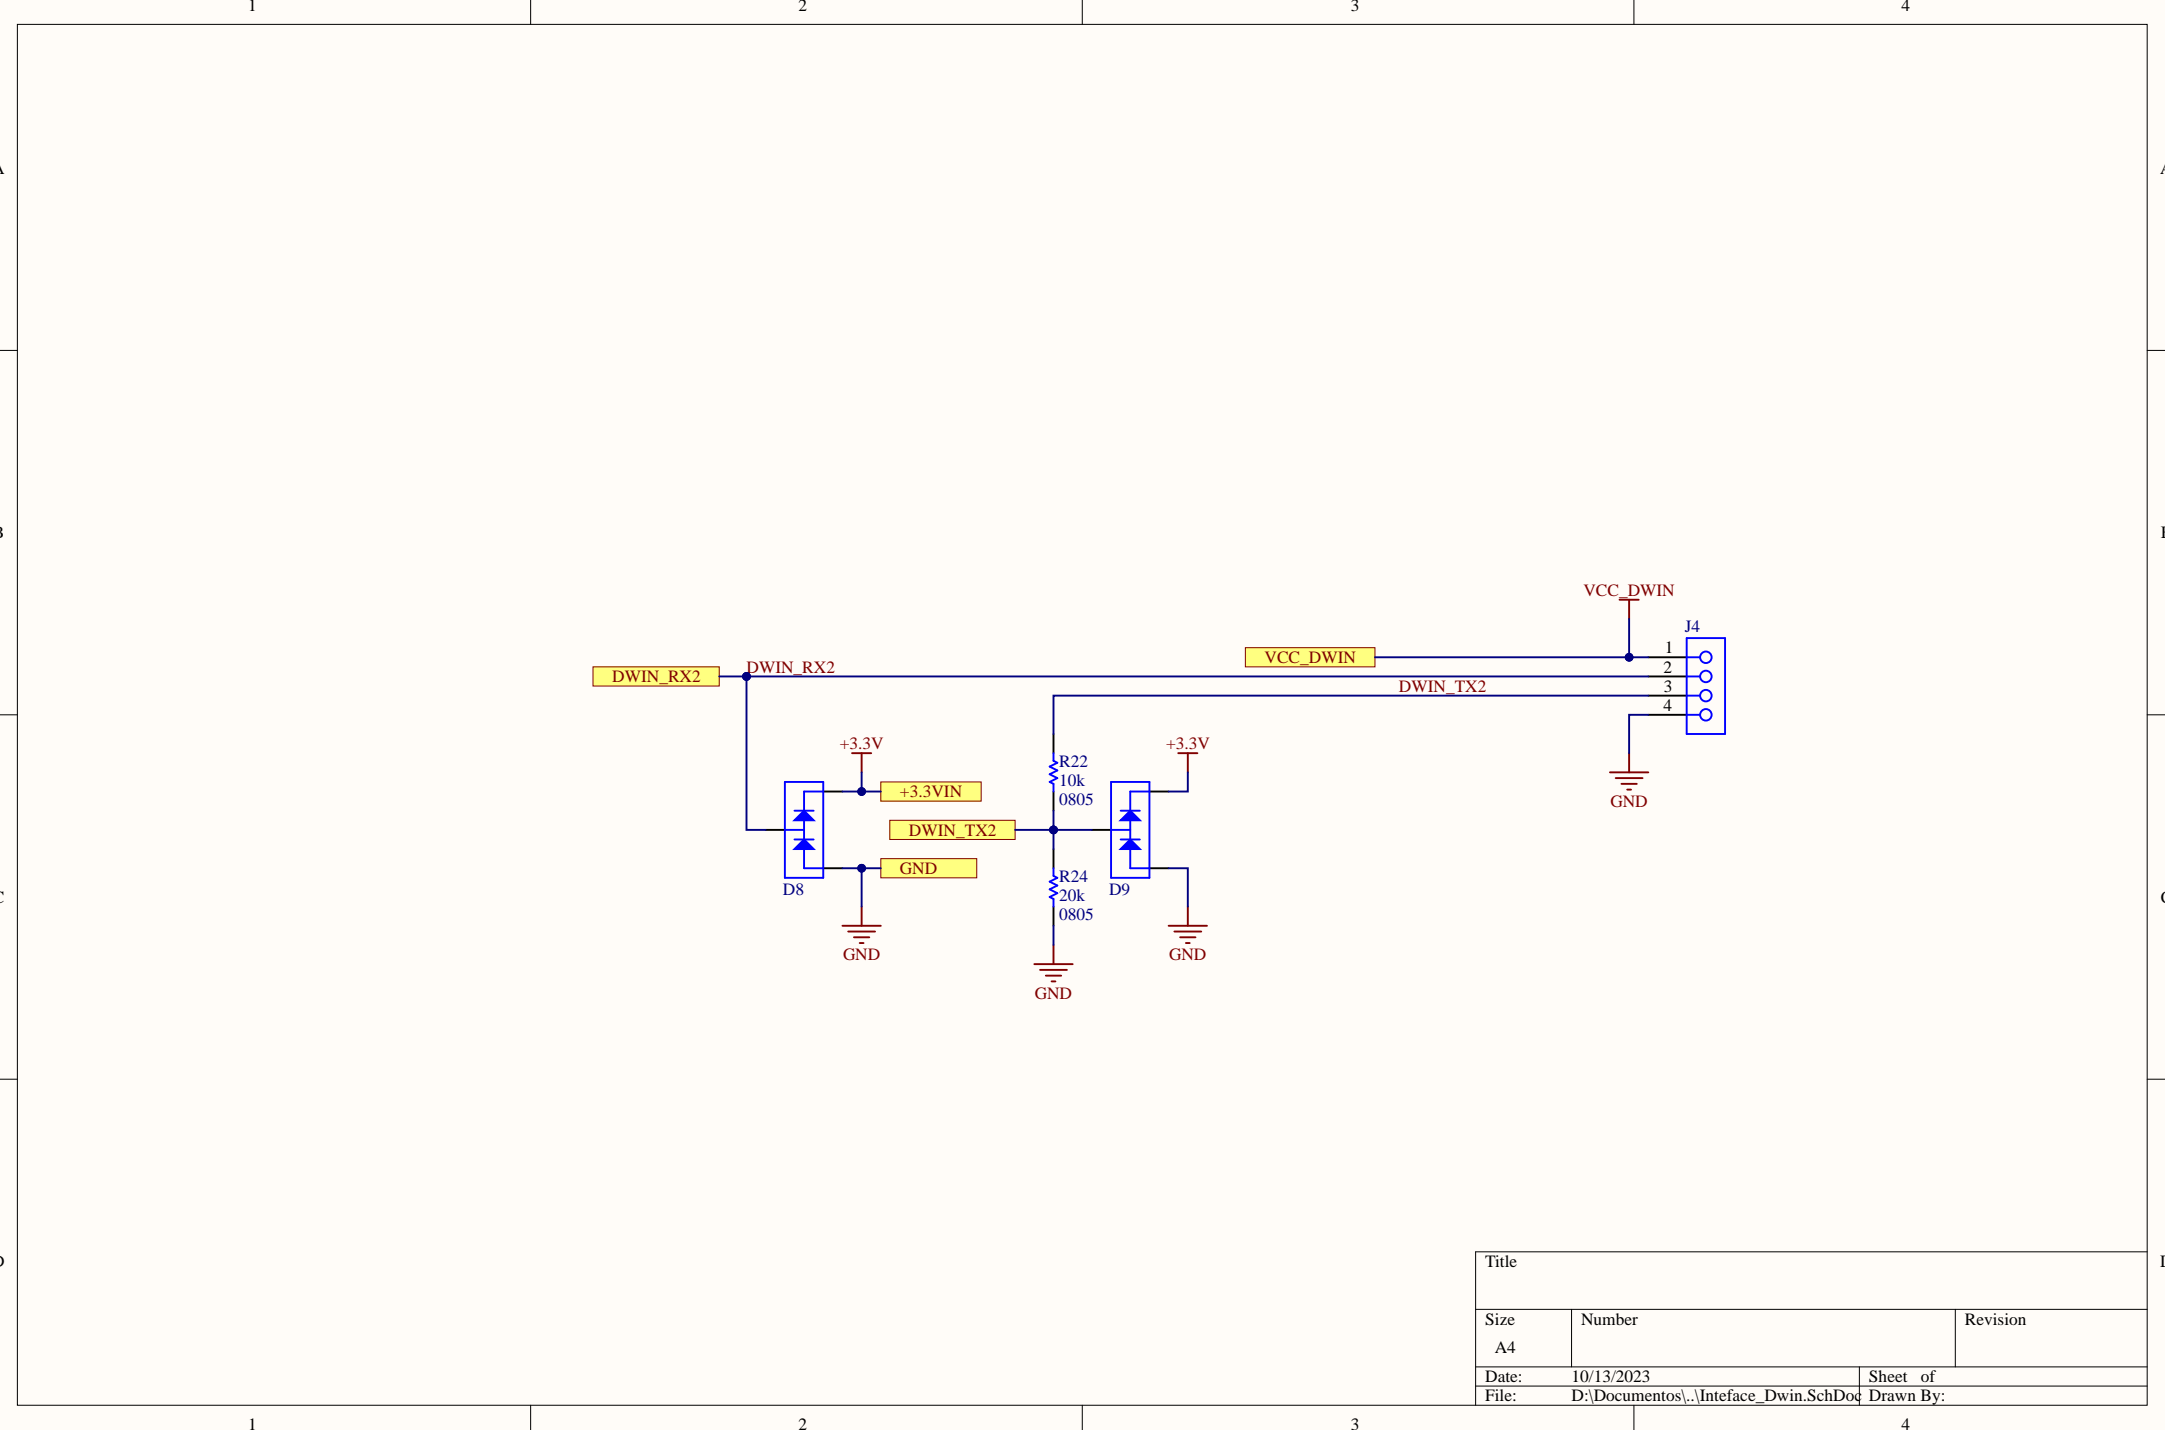 1 2 3 4
A A
B
VCC_DWIN
J4
DWIN_RX2 DWIN_RX2 VCC_DWIN 1
2
DWIN_TX2 3
4
+3.3V +3.3V
R22
10k
0805
+3.3VIN
GND
DWIN_TX2
GND
R24
20k
0805
D8 D9
GND GND
GND
C
Title
Size Number Revision
A4
Date: 10/13/2023 Sheet of
File: D:\Documentos\..\Inteface_Dwin.SchDoc Drawn By:
1 2 3 4